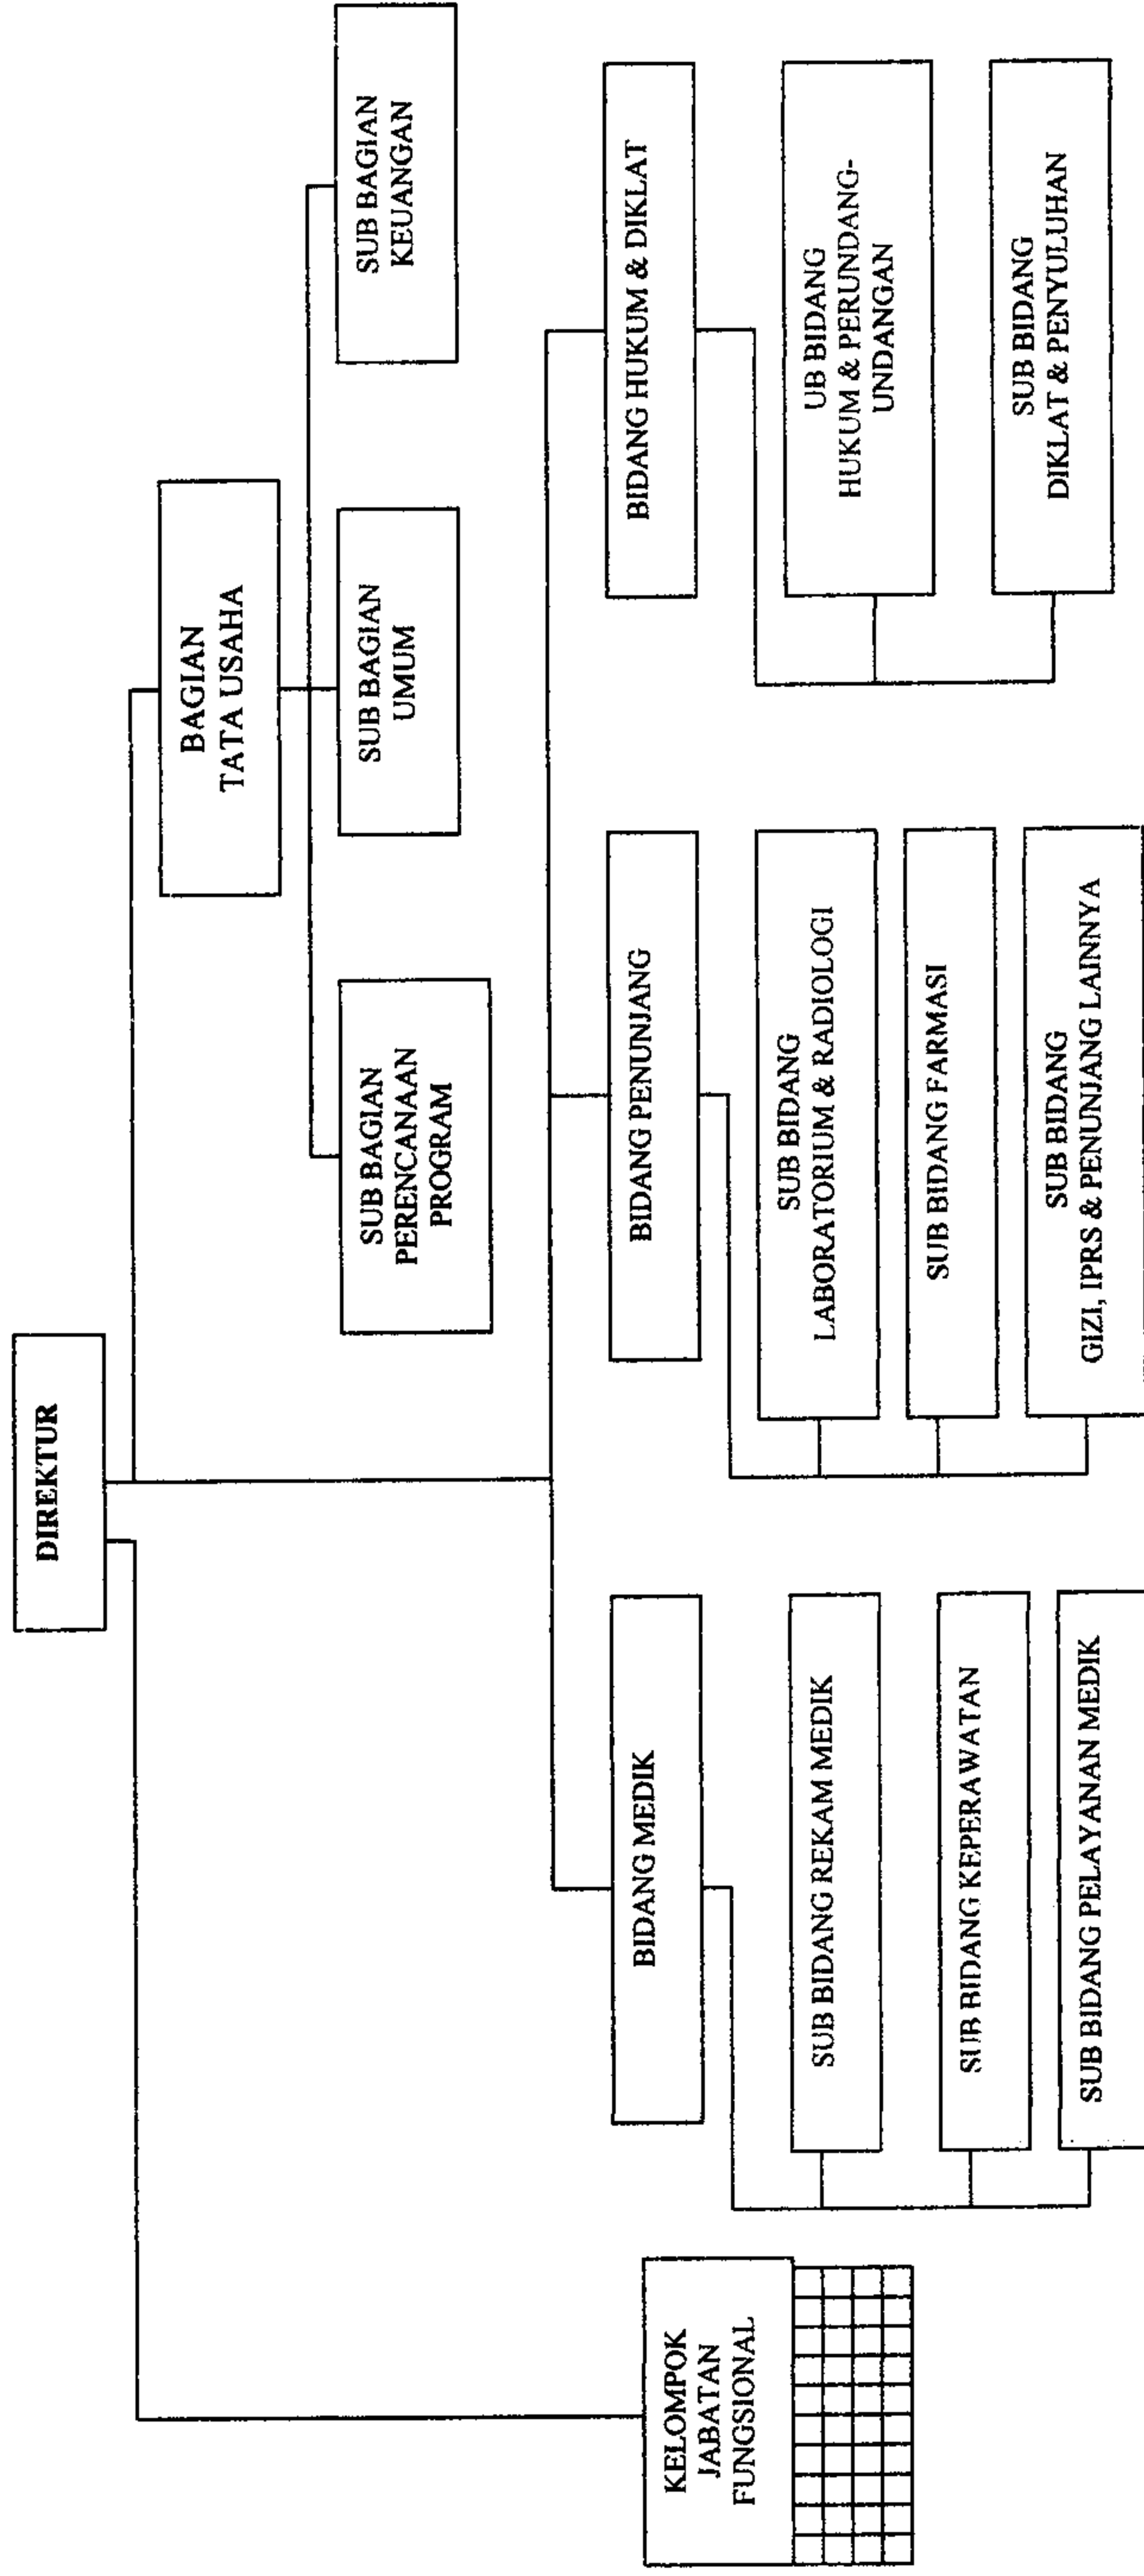 DIREKTUR
BAGIAN
TATA USAHA
SUB BAGIAN
PERENCANAAN
PROGRAM
SUB BAGIAN
UMUM
SUB BAGIAN
KEUANGAN
KELOMPOK
JABATAN
FUNGSIONAL
BIDANG MEDIK
SUB BIDANG REKAM MEDIK
SUB BIDANG KEPERAWATAN
SUB BIDANG PELAYANAN MEDIK
BIDANG PENUNJANG
SUB BIDANG
LABORATORIUM & RADIOLOGI
SUB BIDANG FARMASI
SUB BIDANG
GIZI, IPRS & PENUNJANG LAINNYA
BIDANG HUKUM & DIKLAT
UB BIDANG
HUKUM & PERUNDANG-
UNDANGAN
SUB BIDANG
DIKLAT & PENYULUHAN